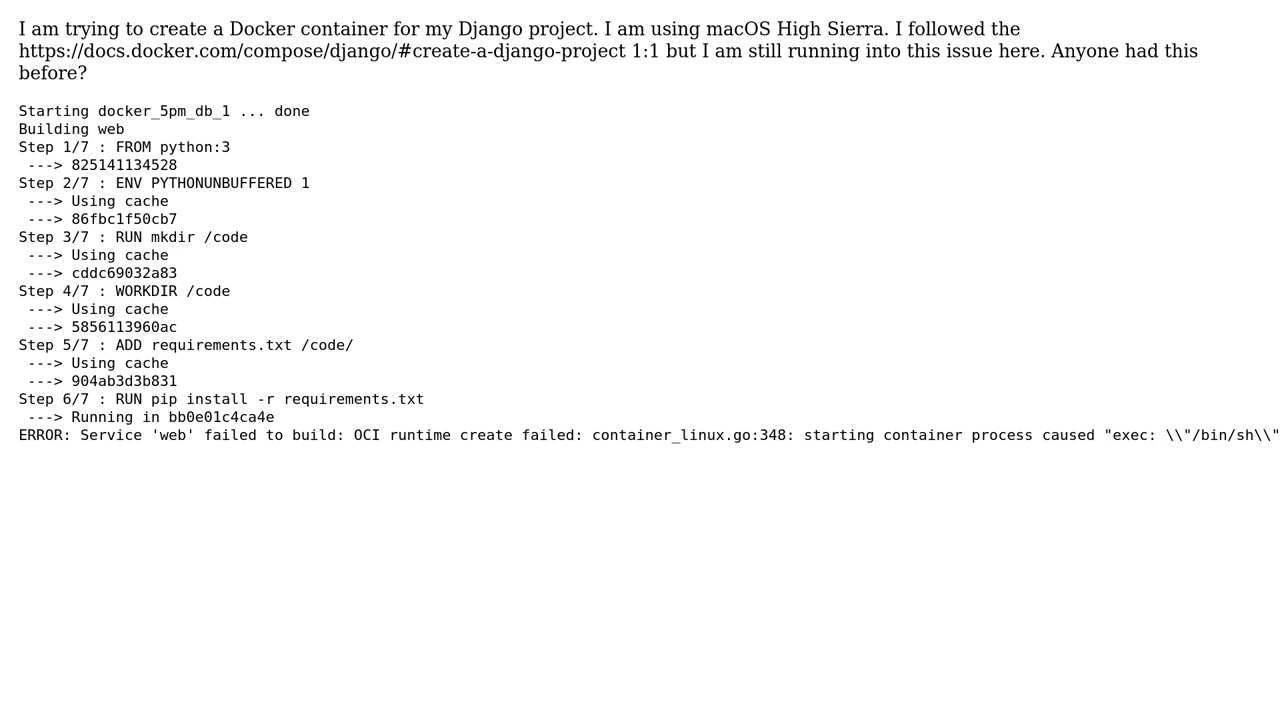 I am trying to create a Docker container for my Django project. I am using macOS High Sierra. I followed the
https://docs.docker.com/compose/django/#create-a-django-project 1:1 but I am still running into this issue here. Anyone had this
before?
Starting docker_5pm_db_1 ... done
Building web
Step 1/7 : FROM python:3
 ---> 825141134528
Step 2/7 : ENV PYTHONUNBUFFERED 1
 ---> Using cache
 ---> 86fbc1f50cb7
Step 3/7 : RUN mkdir /code
 ---> Using cache
 ---> cddc69032a83
Step 4/7 : WORKDIR /code
 ---> Using cache
 ---> 5856113960ac
Step 5/7 : ADD requirements.txt /code/
 ---> Using cache
 ---> 904ab3d3b831
Step 6/7 : RUN pip install -r requirements.txt
 ---> Running in bb0e01c4ca4e
ERROR: Service 'web' failed to build: OCI runtime create failed: container_linux.go:348: starting container process caused "exec: \\"/bin/sh\\"